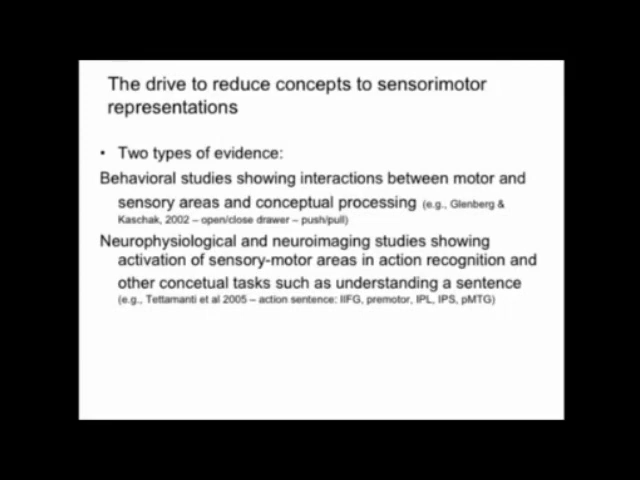 The drive to reduce concepts to sensorimotor
representations
• Two types of evidence:
Behavioral studies showing interactions between motor and
sensory areas and conceptual processing (e.g., Glenberg &
Kaschak, 2002 – open/close drawer – push/pull)
Neurophysiological and neuroimaging studies showing
activation of sensory-motor areas in action recognition and
other concetual tasks such as understanding a sentence
(e.g., Tettamanti et al 2005 – action sentence: lIFG, premotor, IPL, IPS, pMTG)